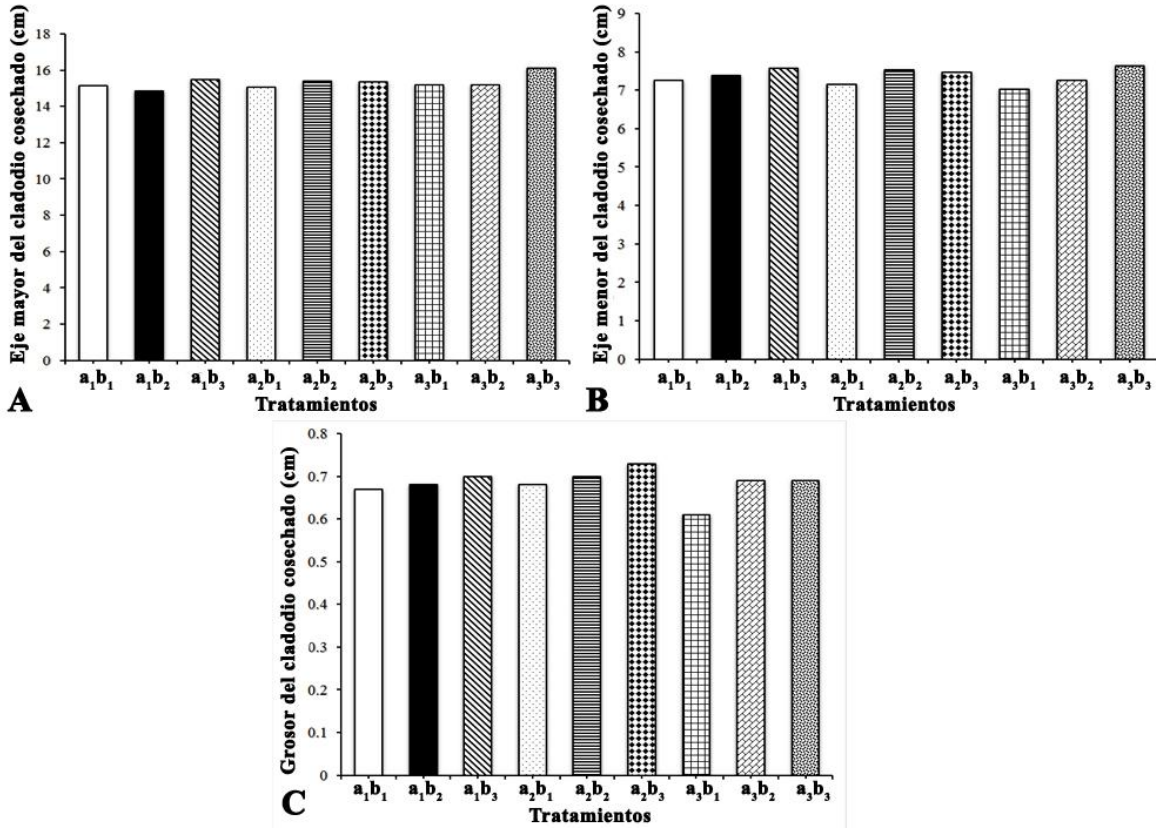 Eje mayor del cladodio cosechado (cm)
18
16
14
12
10
8
6
4
2
0
a₁b₁ a₁b₂ a₁b₃ a₂b₁ a₂b₂ a₂b₃ a₃b₁ a₃b₂ a₃b₃
Tratamientos
A
Eje menor del cladodio cosechado (cm)
9
8
7
6
5
4
3
2
1
0
a₁b₁ a₁b₂ a₁b₃ a₂b₁ a₂b₂ a₂b₃ a₃b₁ a₃b₂ a₃b₃
Tratamientos
B
Grosor del cladodio cosechado (cm)
0.8
0.7
0.6
0.5
0.4
0.3
0.2
0.1
0
a₁b₁ a₁b₂ a₁b₃ a₂b₁ a₂b₂ a₂b₃ a₃b₁ a₃b₂ a₃b₃
Tratamientos
C